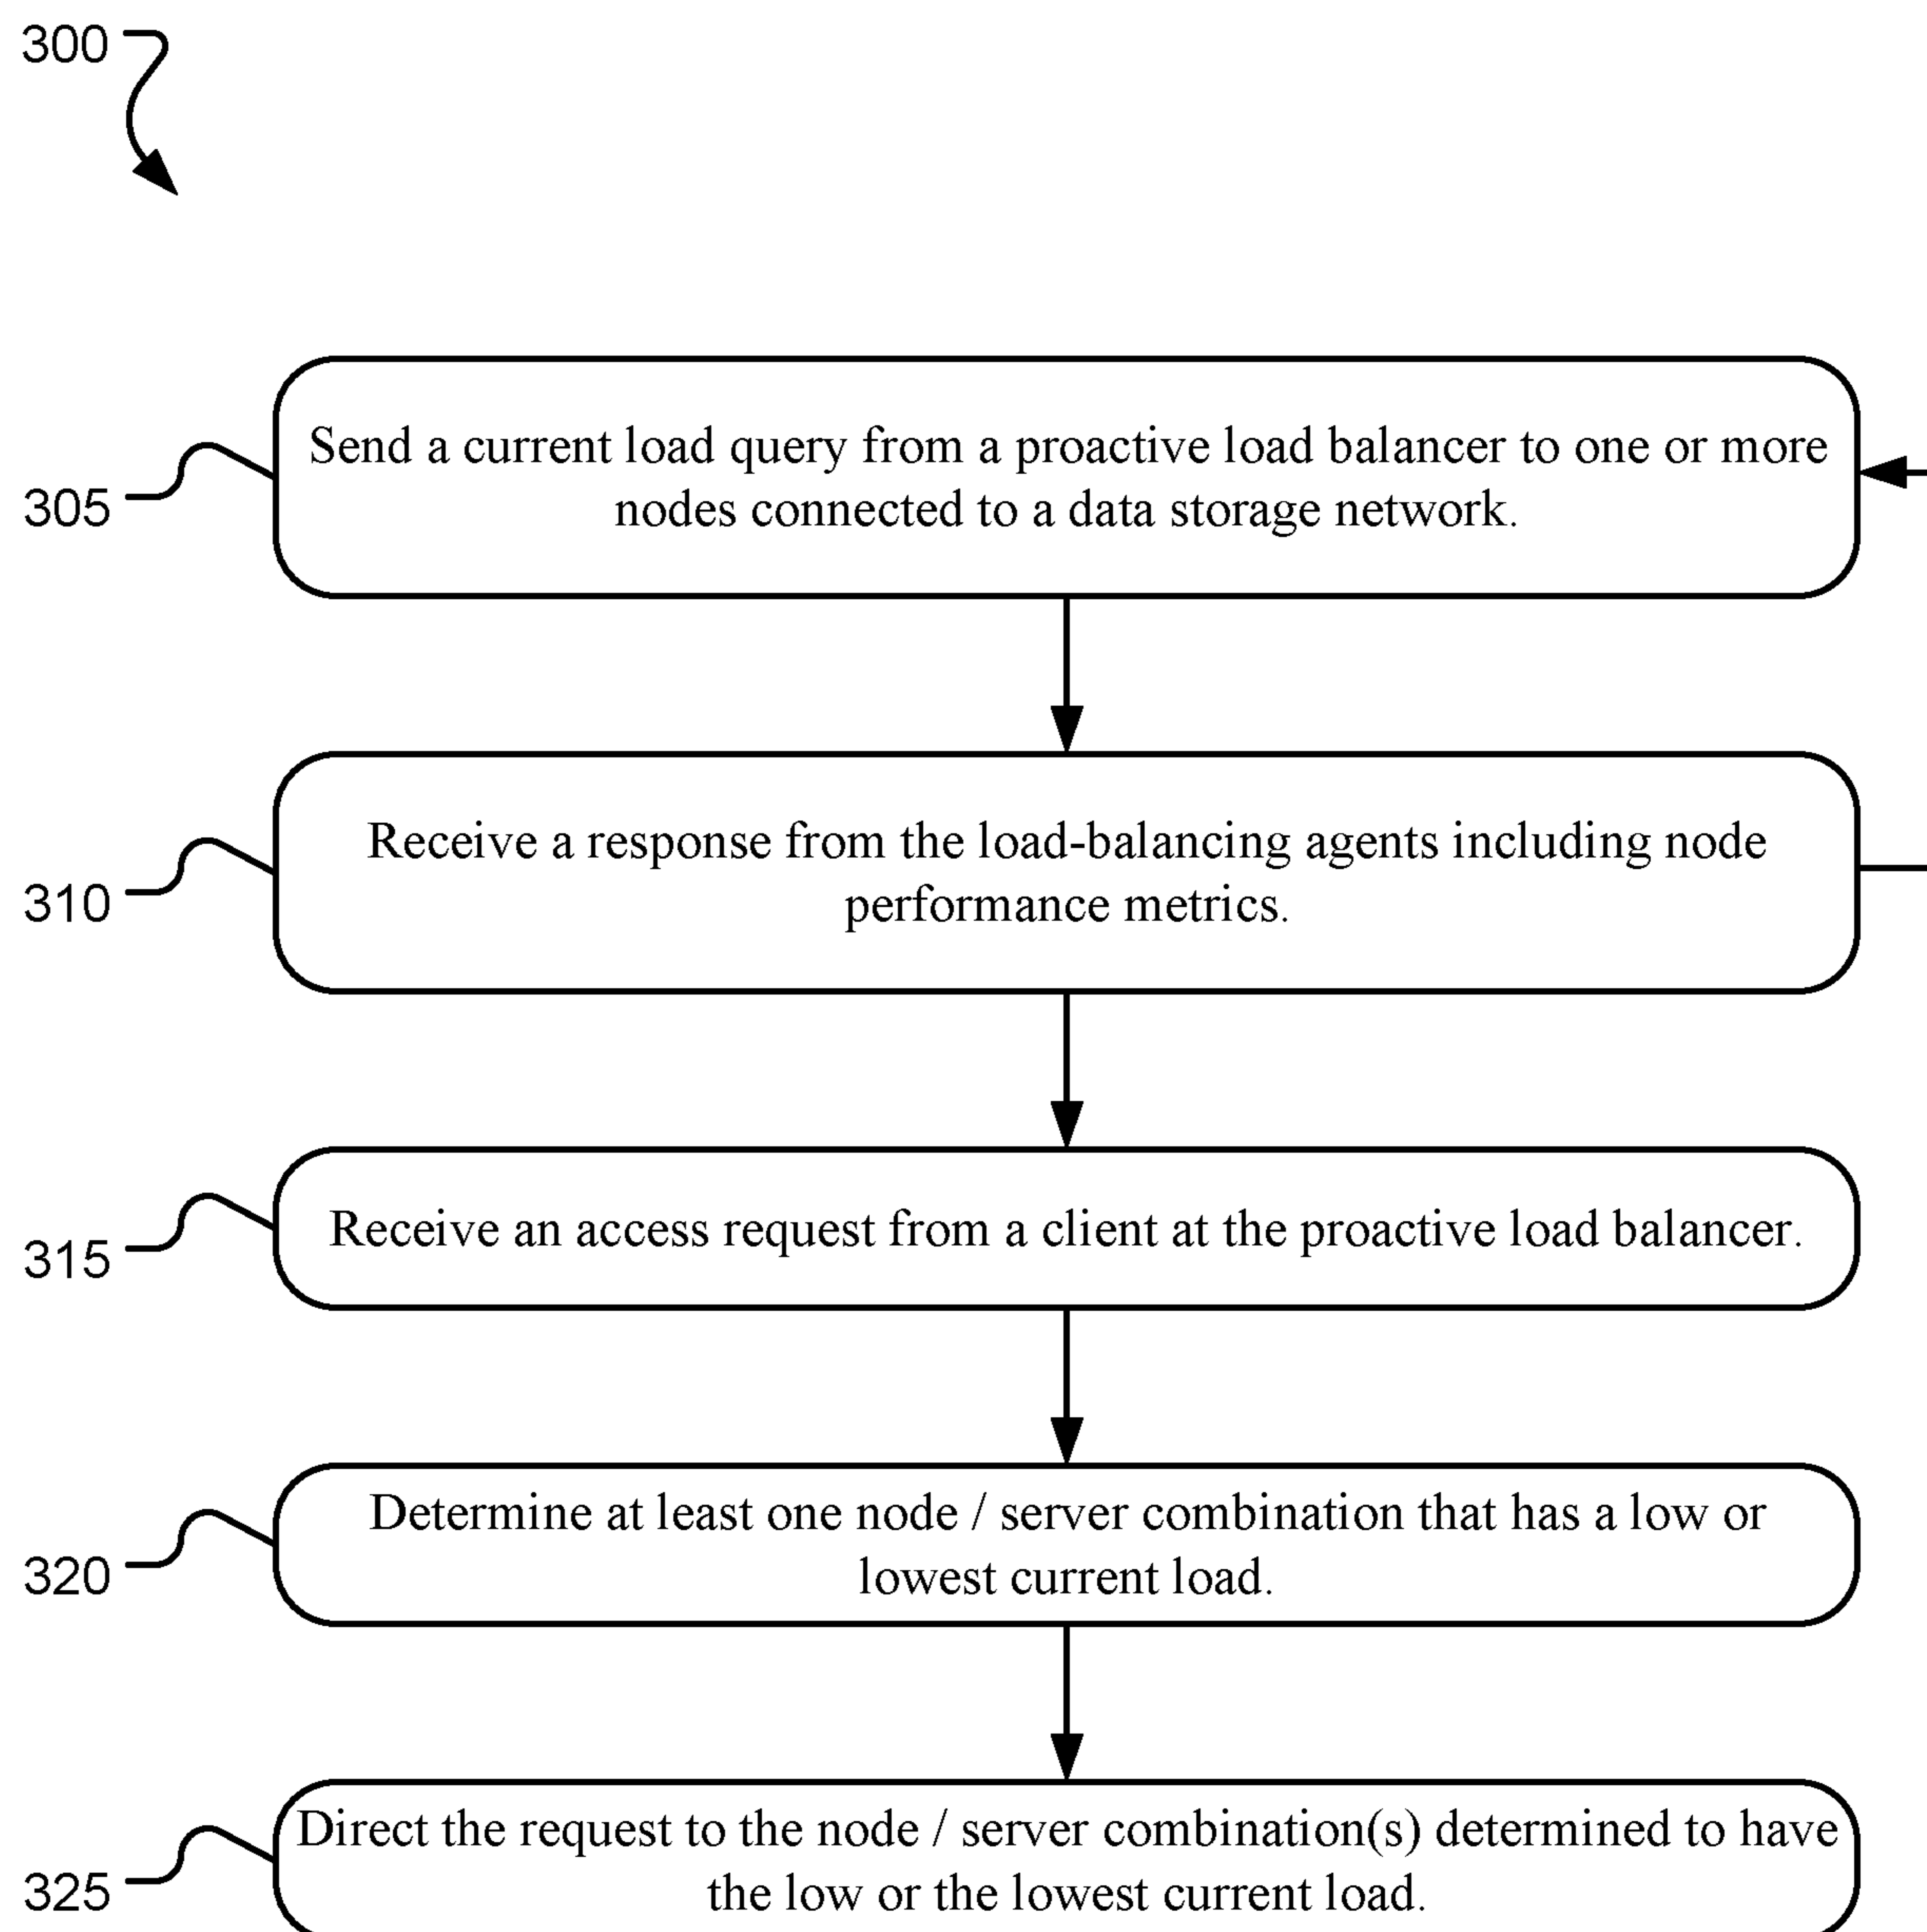 300
305
Send a current load query from a proactive load balancer to one or more
nodes connected to a data storage network.
310
Receive a response from the load-balancing agents including node
performance metrics.
315
Receive an access request from a client at the proactive load balancer.
320
Determine at least one node / server combination that has a low or
lowest current load.
325
Direct the request to the node / server combination(s) determined to have
the low or the lowest current load.